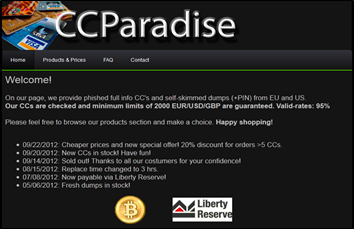 CCParadise
Home Products & Prices FAQ Contact
Welcome!
On our page, we provide phished full info CC's and self-skimmed dumps (+PIN) from EU and US.
Our CCs are checked and minimum limits of 2000 EUR/USD/GBP are guaranteed. Valid-rates: 95%
Please feel free to browse our products section and make a choice. Happy shopping!
• 09/22/2012: Cheaper prices and new special offer! 20% discount for orders >5 CCs.
• 09/20/2012: New CCs in stock! Have fun!
• 09/14/2012: Sold out! Thanks to all our costumers for your confidence!
• 08/15/2012: Replace time changed to 3 hrs.
• 07/08/2012: Now payable via Liberty Reserve!
• 05/06/2012: Fresh dumps in stock!
Liberty
Reserve